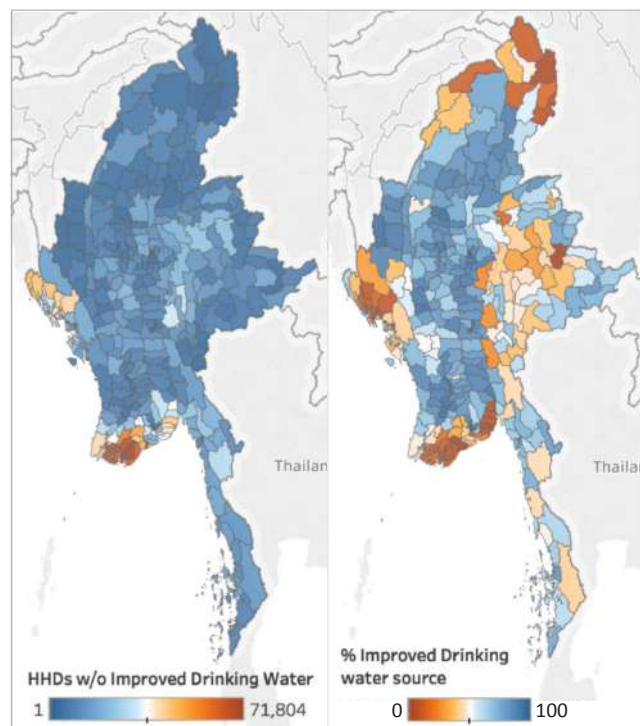 Thailan
Thailan
HHDs w/o Improved Drinking Water
1 71,804
% Improved Drinking
water source
0 100